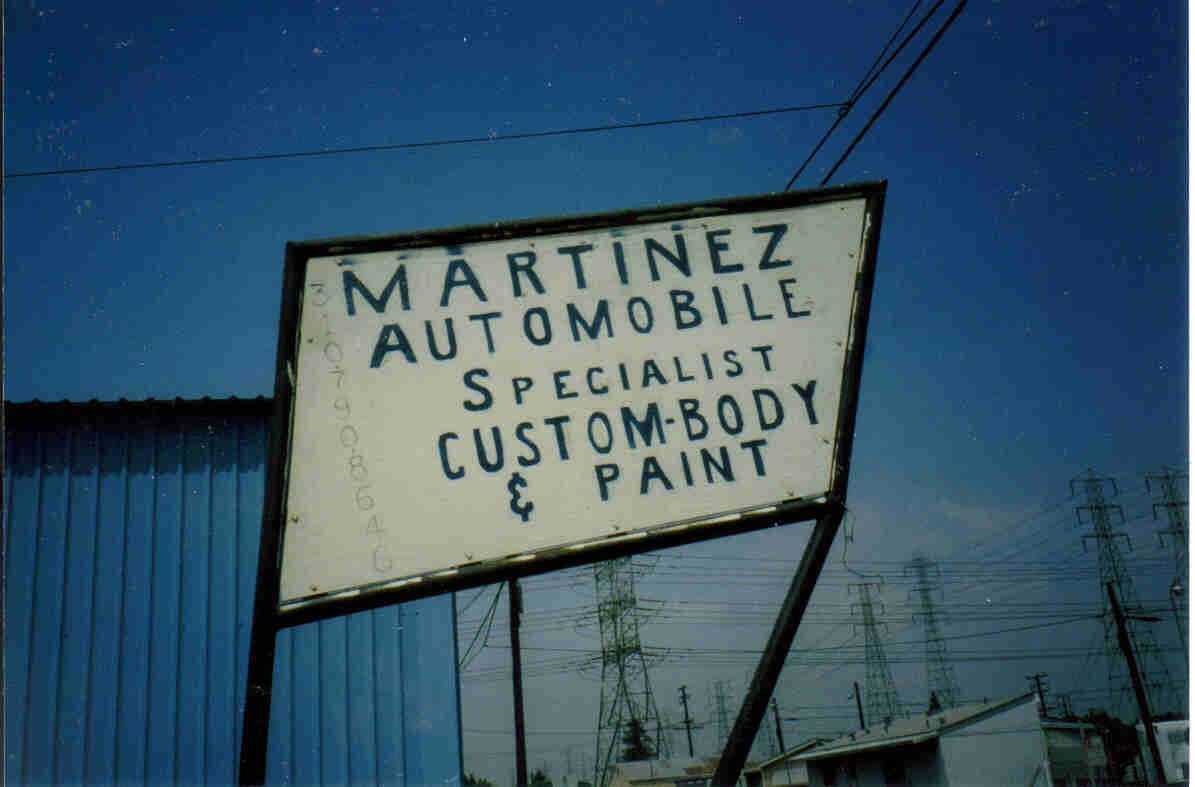 MARTINEZ
AUTOMOBILE
SPECIALIST
CUSTOM-BODY
& PAINT